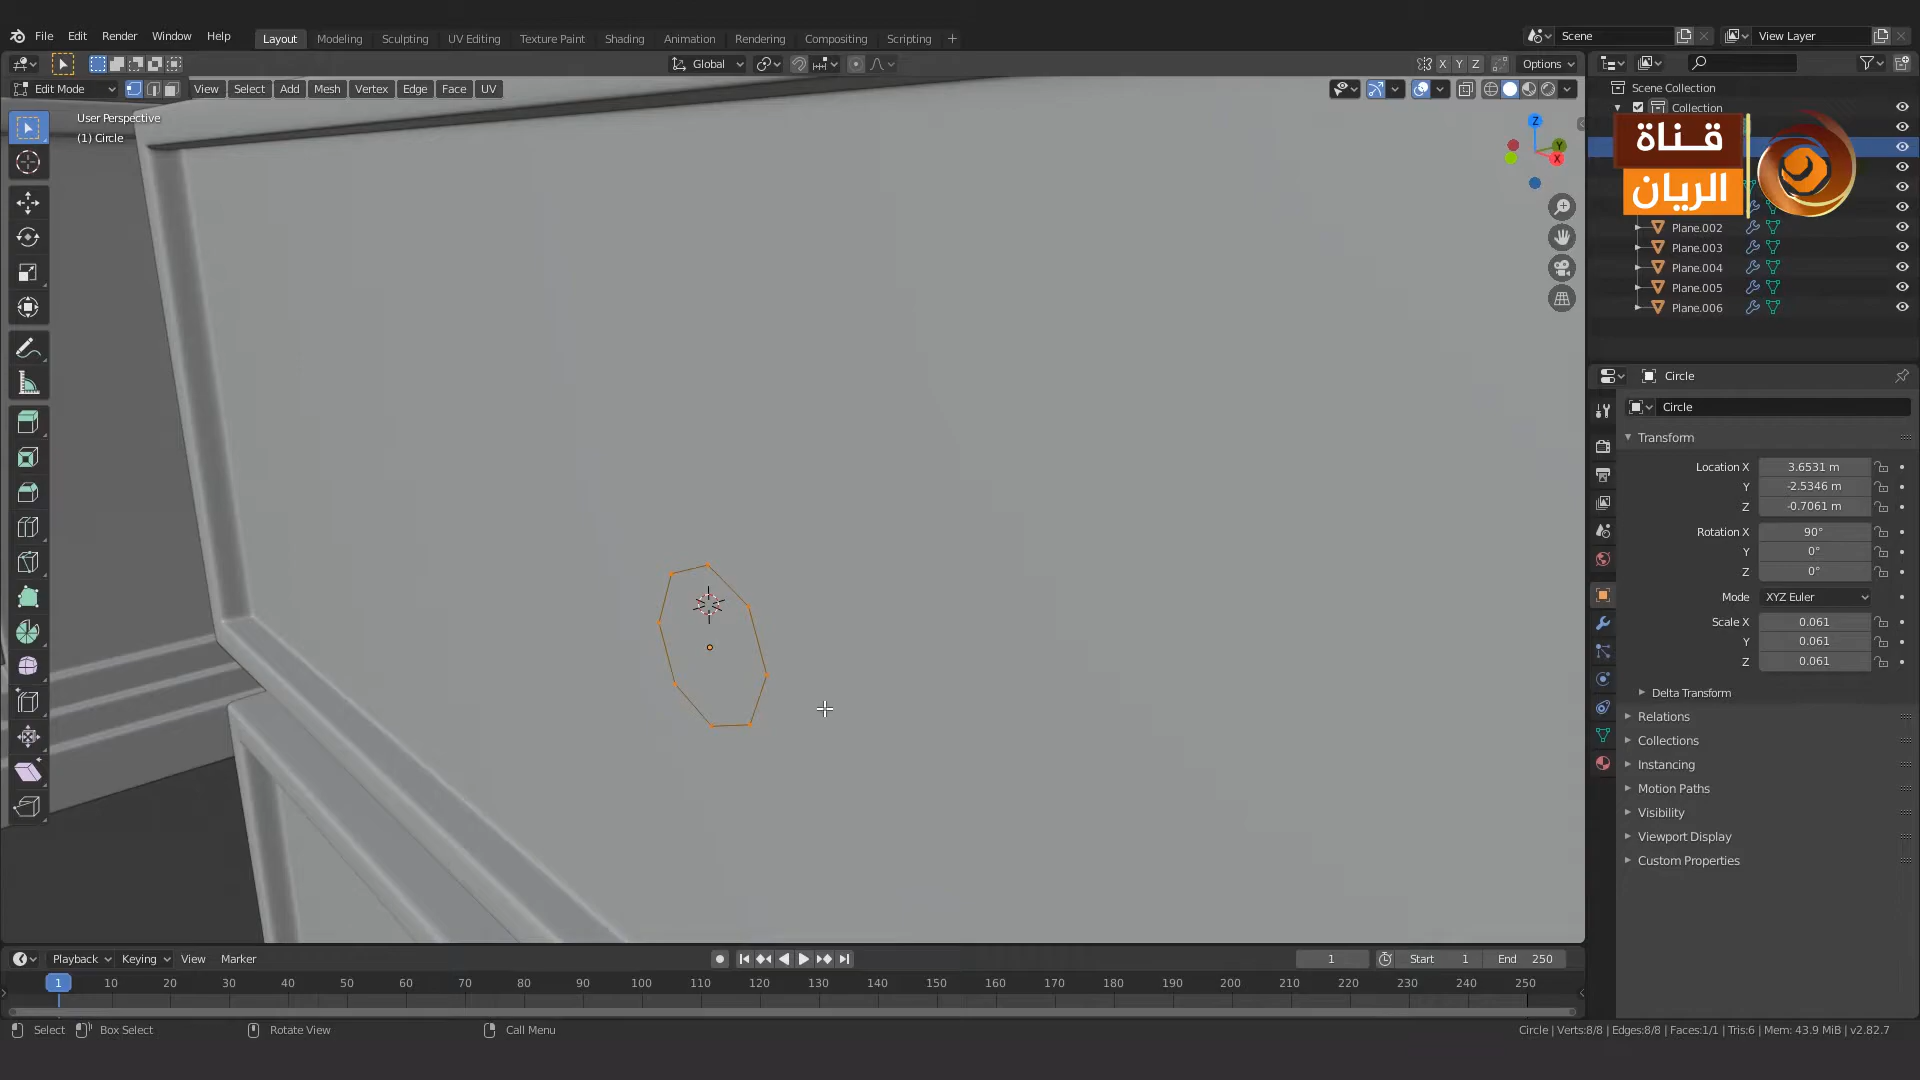 File Edit Render Window Help Layout Modeling Sculpting UV Editing Texture Paint Shading Animation Rendering Compositing Scripting + Scene View Layer
Global X Y Z Options
Edit Mode View Select Add Mesh Vertex Edge Face UV
User Perspective
(1) Circle
Z
Y
X
Scene Collection
Collection
قناة
الريان
Plane.002
Plane.003
Plane.004
Plane.005
Plane.006
Circle
Circle
Transform
Location X 3.6531 m
Y -2.5346 m
Z -0.7061 m
Rotation X 90°
Y 0°
Z 0°
Mode XYZ Euler
Scale X 0.061
Y 0.061
Z 0.061
Delta Transform
Relations
Collections
Instancing
Motion Paths
Visibility
Viewport Display
Custom Properties
Playback Keying View Marker 1 Start 1 End 250
1 10 20 30 40 50 60 70 80 90 100 110 120 130 140 150 160 170 180 190 200 210 220 230 240 250
Select Box Select Rotate View Call Menu Circle | Verts:8/8 | Edges:8/8 | Faces:1/1 | Tris:6 | Mem: 43.9 MiB | v2.82.7